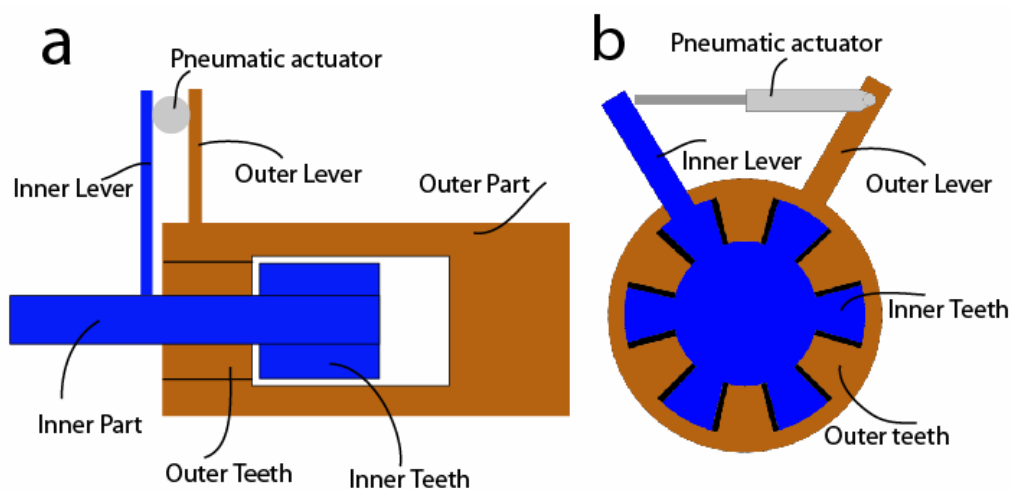 a
Pneumatic actuator
Inner Lever
Outer Lever
Outer Part
Inner Part
Outer Teeth
Inner Teeth
b
Pneumatic actuator
Inner Lever
Outer Lever
Inner Teeth
Outer teeth